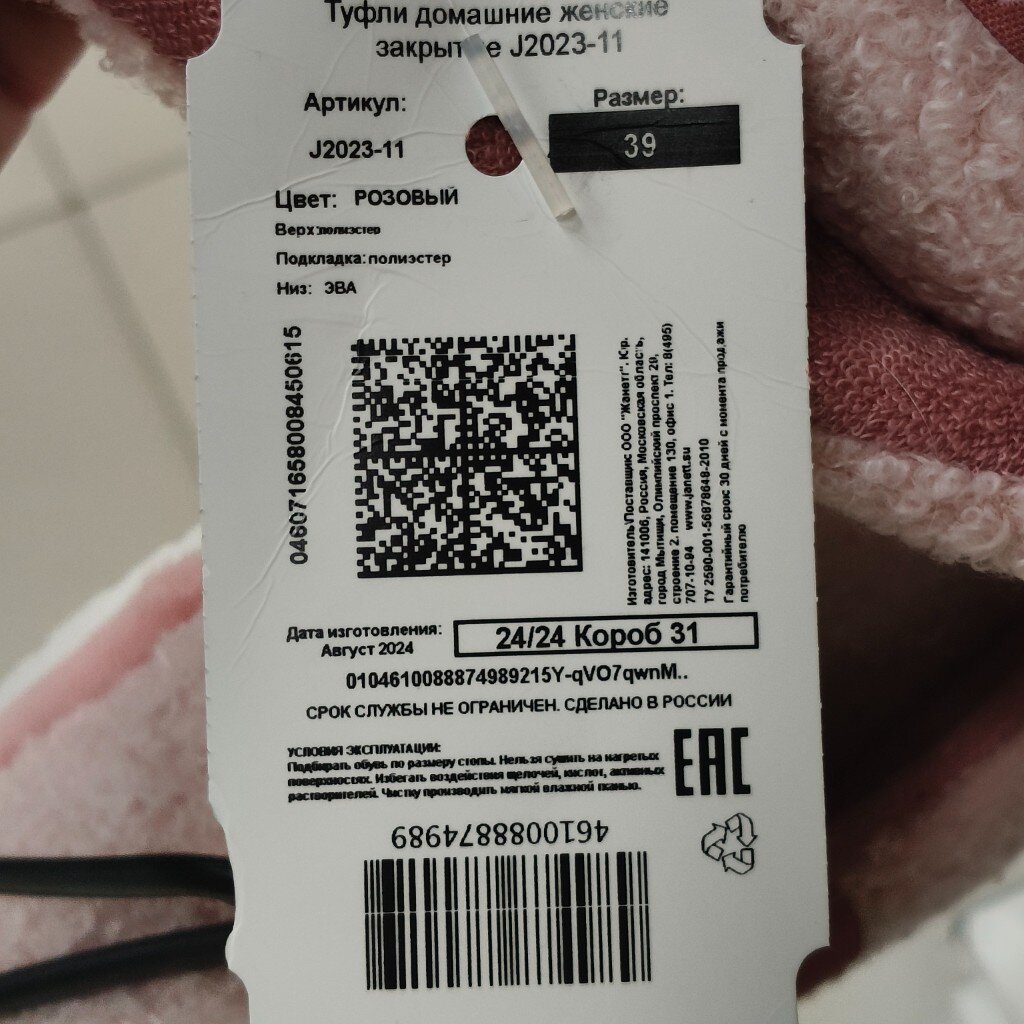 Туфли домашние женские
закрытые J2023-11
Артикул:
Размер:
J2023-11
39
Цвет: РОЗОВЫЙ
Верх:полиэстер
Подкладка:полиэстер
Низ: ЭВА
046071658008450615
Изготовитель\Поставщик ООО "Жанетт". Юр.
адрес: 141006, Россия, Московская область,
город Мытищи, Олимпийский проспект 29,
строение 2, помещение 130, офис 1. Тел: 8(495)
707-10-94 www.janett.su
ТУ 2590-001-56878648-2010
Гарантийный срок: 30 дней с момента продажи
потребителю
Дата изготовления:
Август 2024
24/24 Короб 31
0104610088874989215Y-qVO7qwnM..
СРОК СЛУЖБЫ НЕ ОГРАНИЧЕН. СДЕЛАНО В РОССИИ
УСЛОВИЯ ЭКСПЛУАТАЦИИ:
Подбирать обувь по размеру стопы. Нельзя сушить на нагретых
поверхностях. Избегать воздействия щелочей, кислот, активных
растворителей. Чистку производить мягкой влажной тканью.
EAC
4610088874989